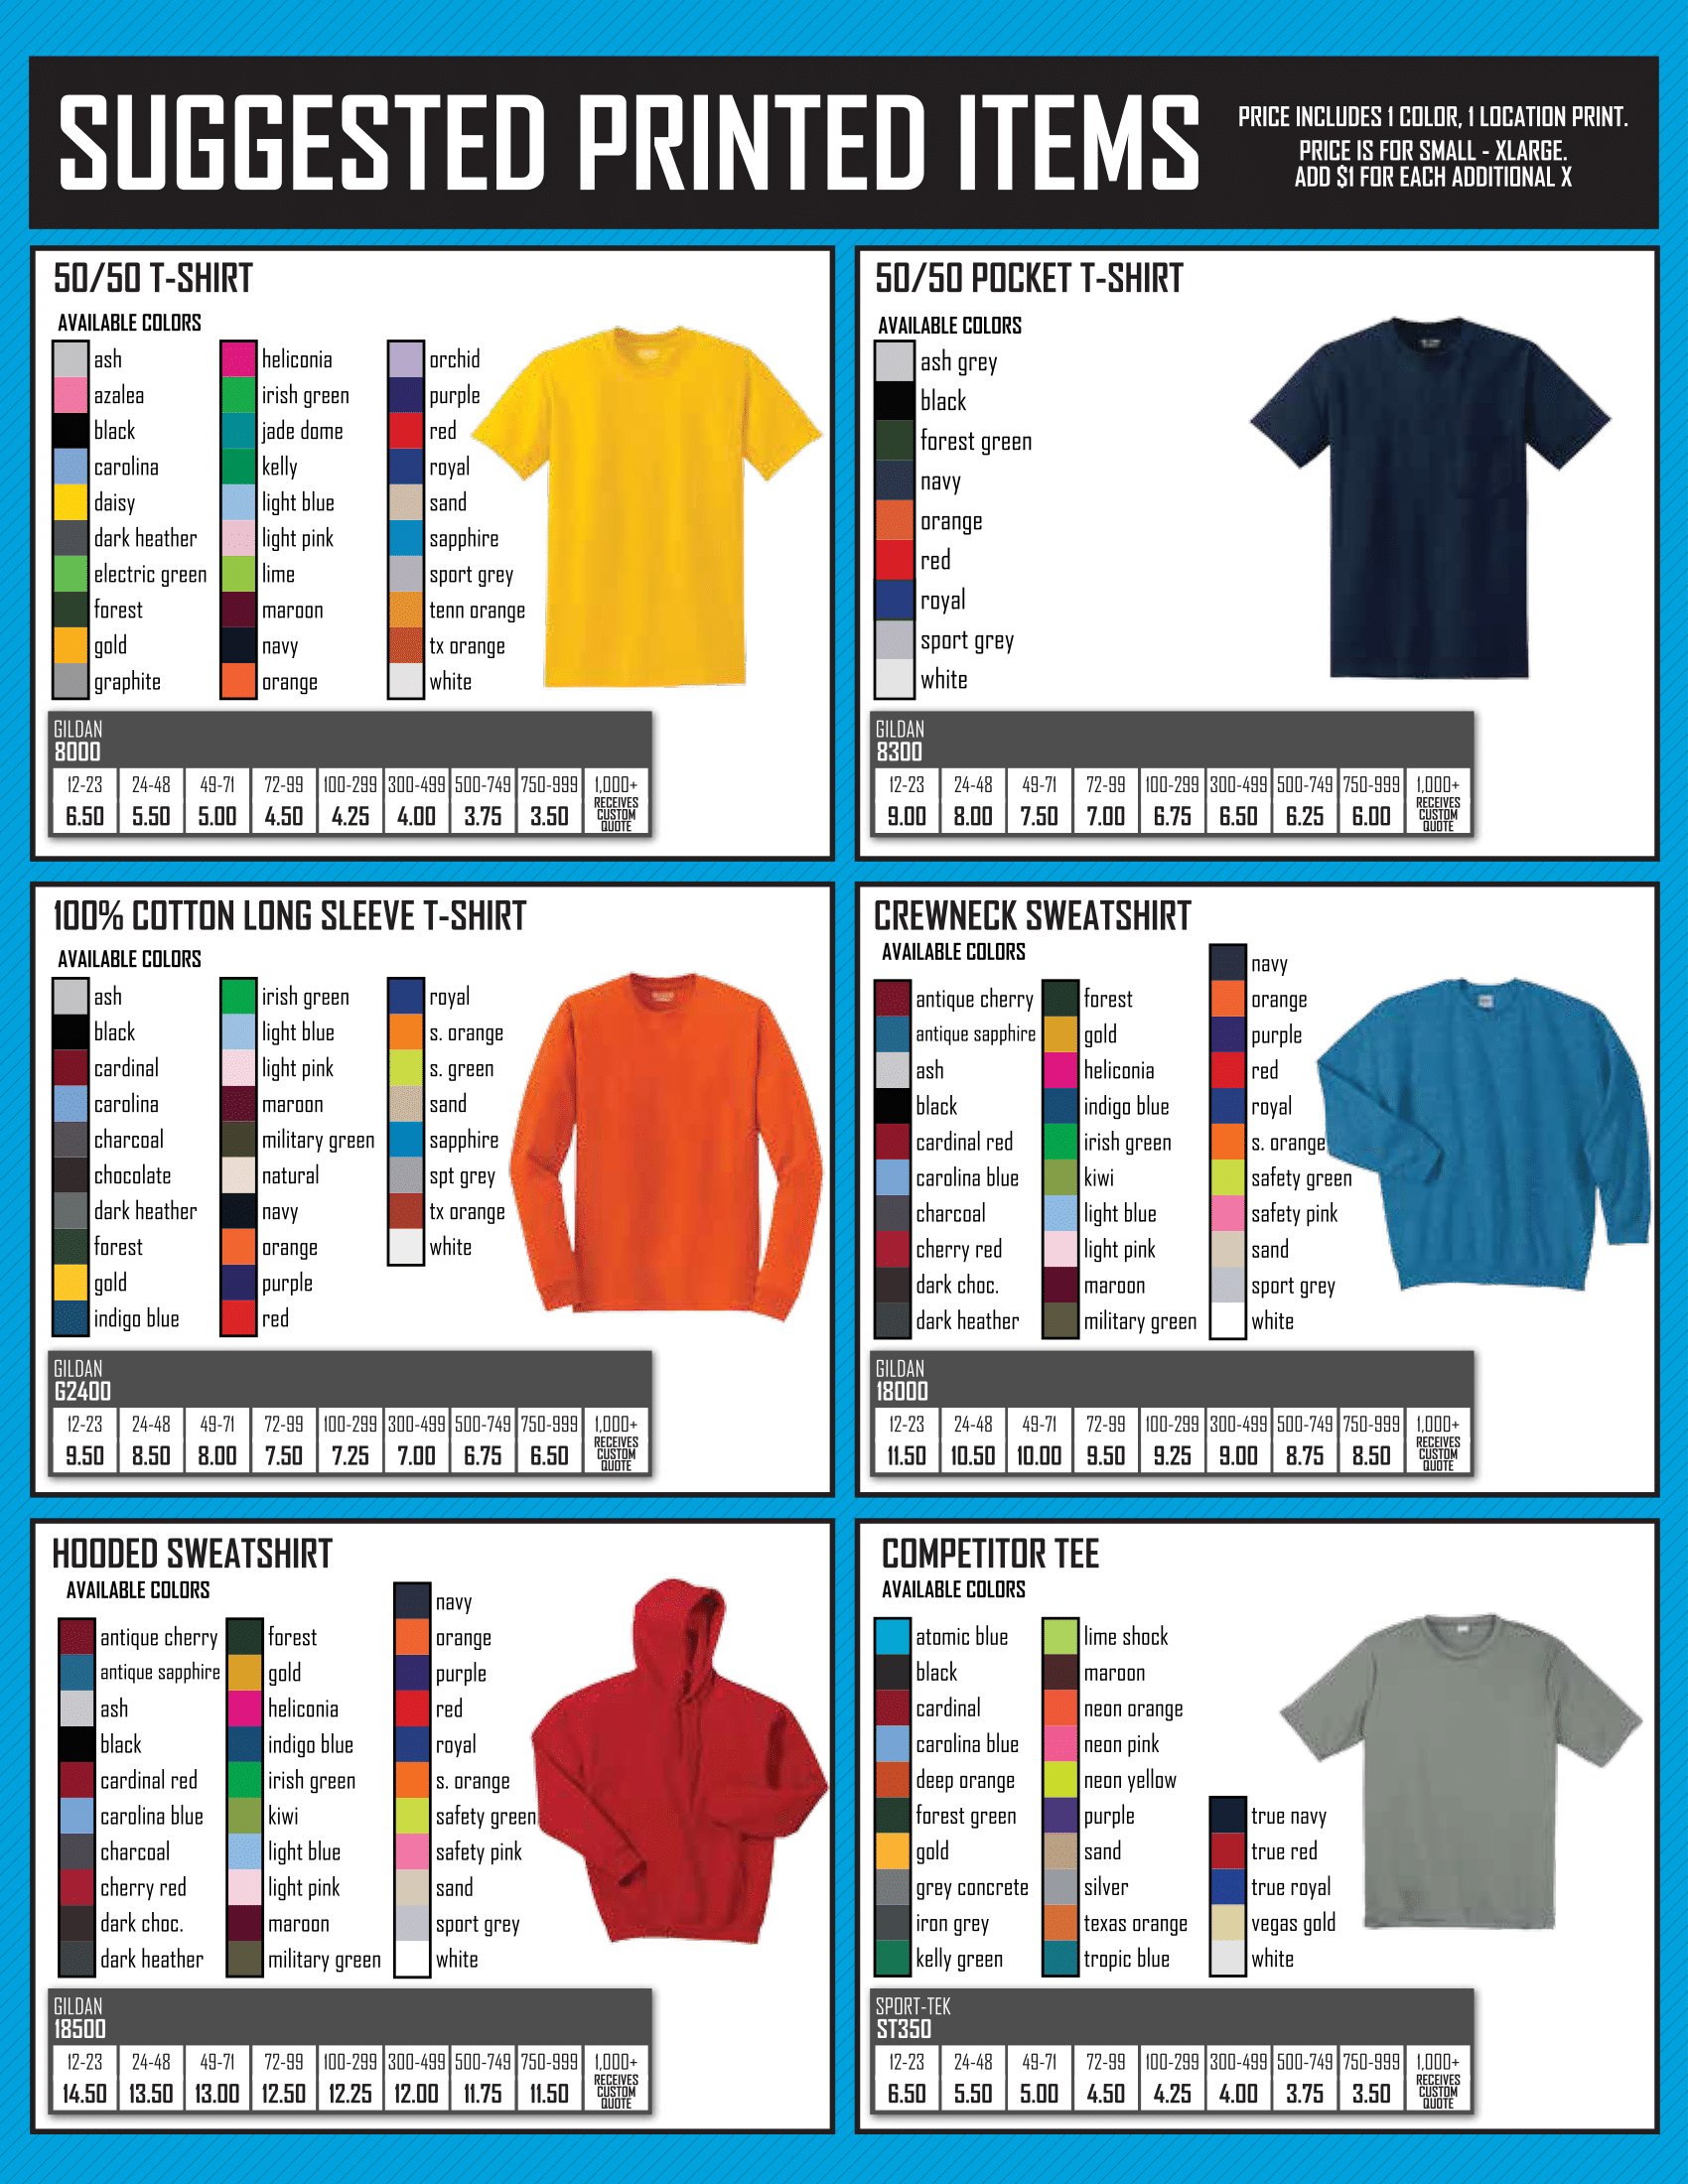 SUGGESTED PRINTED ITEMS
PRICE INCLUDES 1 COLOR, 1 LOCATION PRINT.
PRICE IS FOR SMALL - XLARGE.
ADD $1 FOR EACH ADDITIONAL X
50/50 T-SHIRT
AVAILABLE COLORS
ash
azalea
black
carolina
daisy
dark heather
electric green
forest
gold
graphite
heliconia
irish green
jade dome
kelly
light blue
light pink
lime
maroon
navy
orange
orchid
purple
red
royal
sand
sapphire
sport grey
tenn orange
tx orange
white
GILDAN
8000
12-23 24-48 49-71 72-99 100-299 300-499 500-749 750-999 1,000+
6.50 5.50 5.00 4.50 4.25 4.00 3.75 3.50 RECEIVES
CUSTOM
QUOTE
50/50 POCKET T-SHIRT
AVAILABLE COLORS
ash grey
black
forest green
navy
orange
red
royal
sport grey
white
GILDAN
8300
12-23 24-48 49-71 72-99 100-299 300-499 500-749 750-999 1,000+
9.00 8.00 7.50 7.00 6.75 6.50 6.25 6.00 RECEIVES
CUSTOM
QUOTE
100% COTTON LONG SLEEVE T-SHIRT
AVAILABLE COLORS
ash
black
cardinal
carolina
charcoal
chocolate
dark heather
forest
gold
indigo blue
irish green
light blue
light pink
maroon
military green
natural
navy
orange
purple
red
royal
s. orange
s. green
sand
sapphire
spt grey
tx orange
white
GILDAN
G2400
12-23 24-48 49-71 72-99 100-299 300-499 500-749 750-999 1,000+
9.50 8.50 8.00 7.50 7.25 7.00 6.75 6.50 RECEIVES
CUSTOM
QUOTE
CREWNECK SWEATSHIRT
AVAILABLE COLORS
antique cherry
antique sapphire
ash
black
cardinal red
carolina blue
charcoal
cherry red
dark choc.
dark heather
forest
gold
heliconia
indigo blue
irish green
kiwi
light blue
light pink
maroon
military green
navy
orange
purple
red
royal
s. orange
safety green
safety pink
sand
sport grey
white
GILDAN
18000
12-23 24-48 49-71 72-99 100-299 300-499 500-749 750-999 1,000+
11.50 10.50 10.00 9.50 9.25 9.00 8.75 8.50 RECEIVES
CUSTOM
QUOTE
HOODED SWEATSHIRT
AVAILABLE COLORS
antique cherry
antique sapphire
ash
black
cardinal red
carolina blue
charcoal
cherry red
dark choc.
dark heather
forest
gold
heliconia
indigo blue
irish green
kiwi
light blue
light pink
maroon
military green
navy
orange
purple
red
royal
s. orange
safety green
safety pink
sand
sport grey
white
GILDAN
18500
12-23 24-48 49-71 72-99 100-299 300-499 500-749 750-999 1,000+
14.50 13.50 13.00 12.50 12.25 12.00 11.75 11.50 RECEIVES
CUSTOM
QUOTE
COMPETITOR TEE
AVAILABLE COLORS
atomic blue
black
cardinal
carolina blue
deep orange
forest green
gold
grey concrete
iron grey
kelly green
lime shock
maroon
neon orange
neon pink
neon yellow
purple
sand
silver
texas orange
tropic blue
true navy
true red
true royal
vegas gold
white
SPORT-TEK
ST350
12-23 24-48 49-71 72-99 100-299 300-499 500-749 750-999 1,000+
6.50 5.50 5.00 4.50 4.25 4.00 3.75 3.50 RECEIVES
CUSTOM
QUOTE